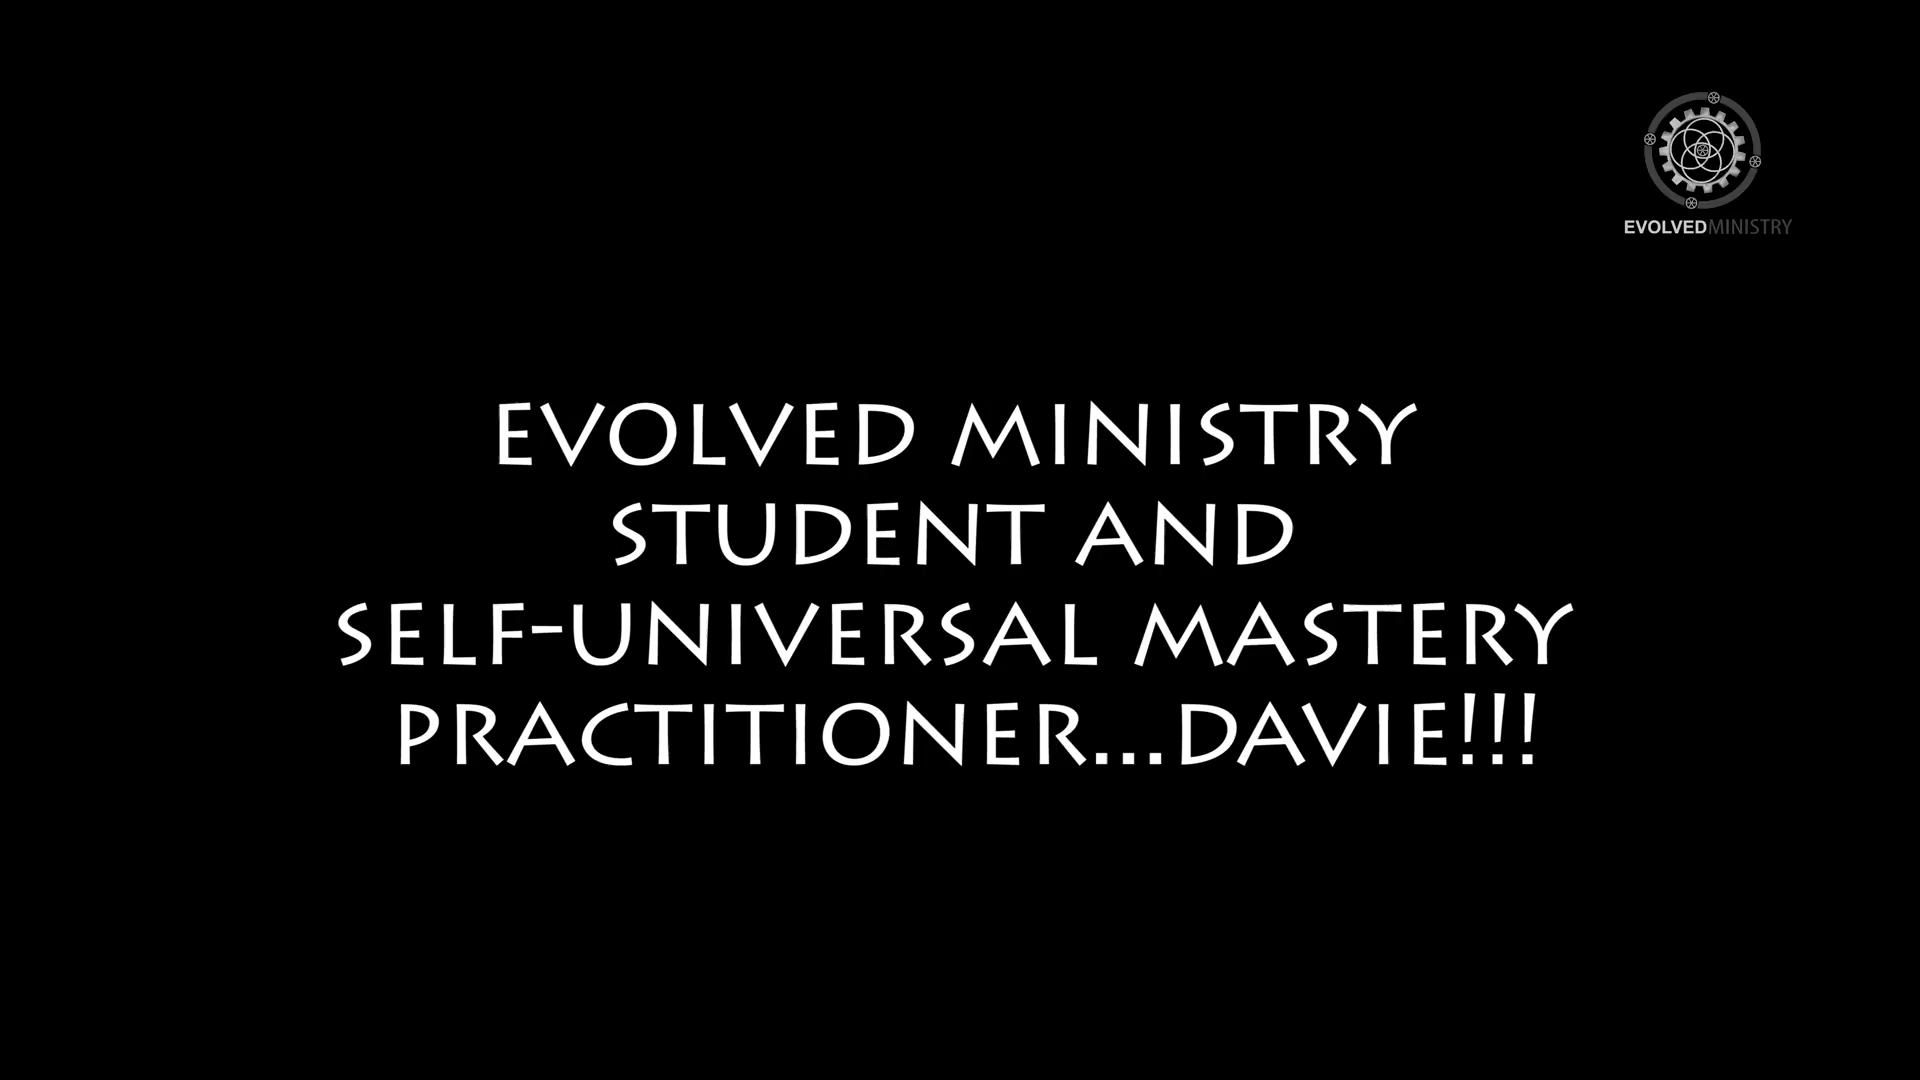 EVOLVEDMINISTRY
EVOLVED MINISTRY
STUDENT AND
SELF-UNIVERSAL MASTERY
PRACTITIONER...DAVIE!!!